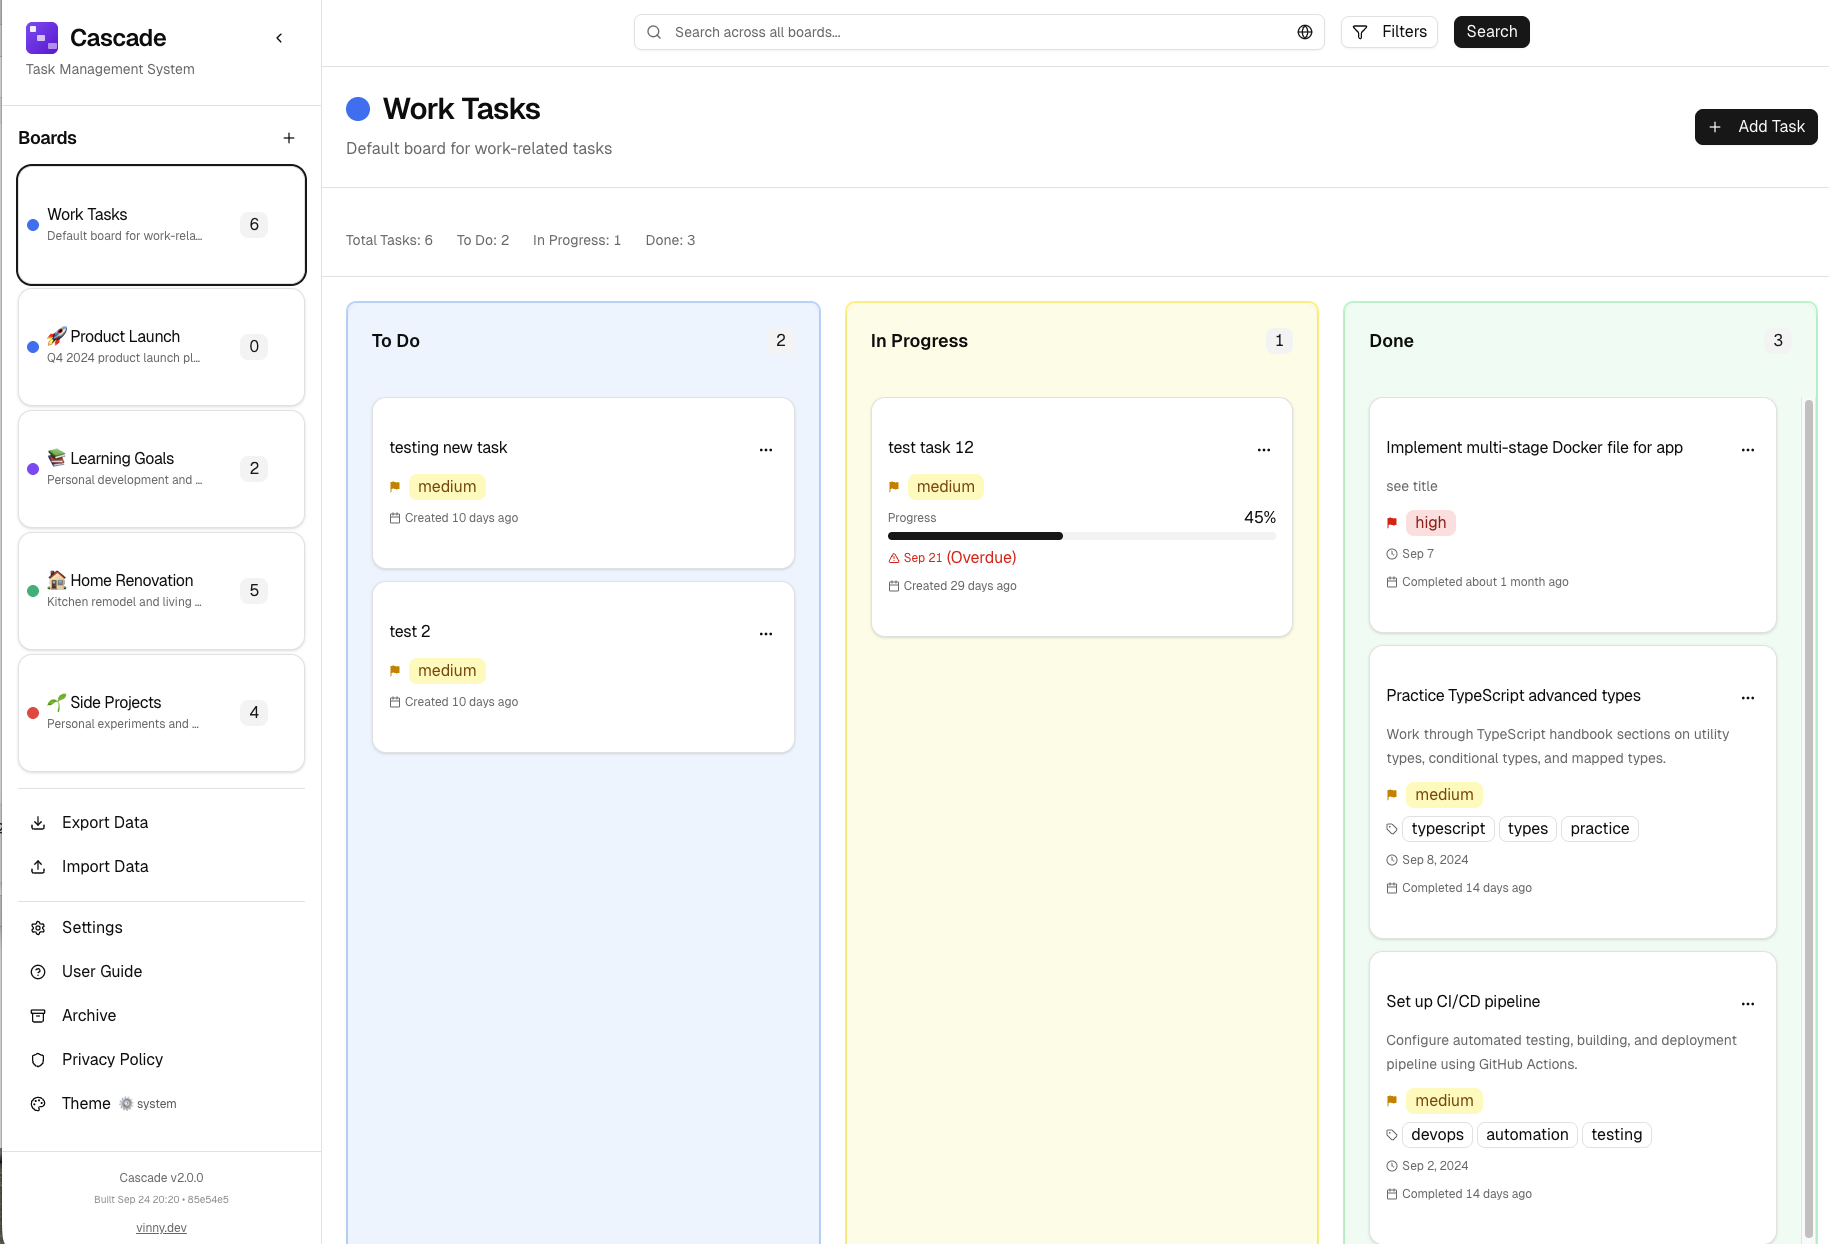 Cascade
Task Management System
Boards
Work Tasks
Default board for work-rela...
6
Product Launch
Q4 2024 product launch pl...
0
Learning Goals
Personal development and ...
2
Home Renovation
Kitchen remodel and living ...
5
Side Projects
Personal experiments and ...
4
Export Data
Import Data
Settings
User Guide
Archive
Privacy Policy
Theme system
Cascade v2.0.0
Built Sep 24 20:20 • 85e54e5
vinny.dev
Search across all boards...
Filters
Search
Work Tasks
Default board for work-related tasks
Add Task
Total Tasks: 6 To Do: 2 In Progress: 1 Done: 3
To Do 2
testing new task
medium
Created 10 days ago
test 2
medium
Created 10 days ago
In Progress 1
test task 12
medium
Progress 45%
Sep 21 (Overdue)
Created 29 days ago
Done 3
Implement multi-stage Docker file for app
see title
high
Sep 7
Completed about 1 month ago
Practice TypeScript advanced types
Work through TypeScript handbook sections on utility
types, conditional types, and mapped types.
medium
typescript types practice
Sep 8, 2024
Completed 14 days ago
Set up CI/CD pipeline
Configure automated testing, building, and deployment
pipeline using GitHub Actions.
medium
devops automation testing
Sep 2, 2024
Completed 14 days ago